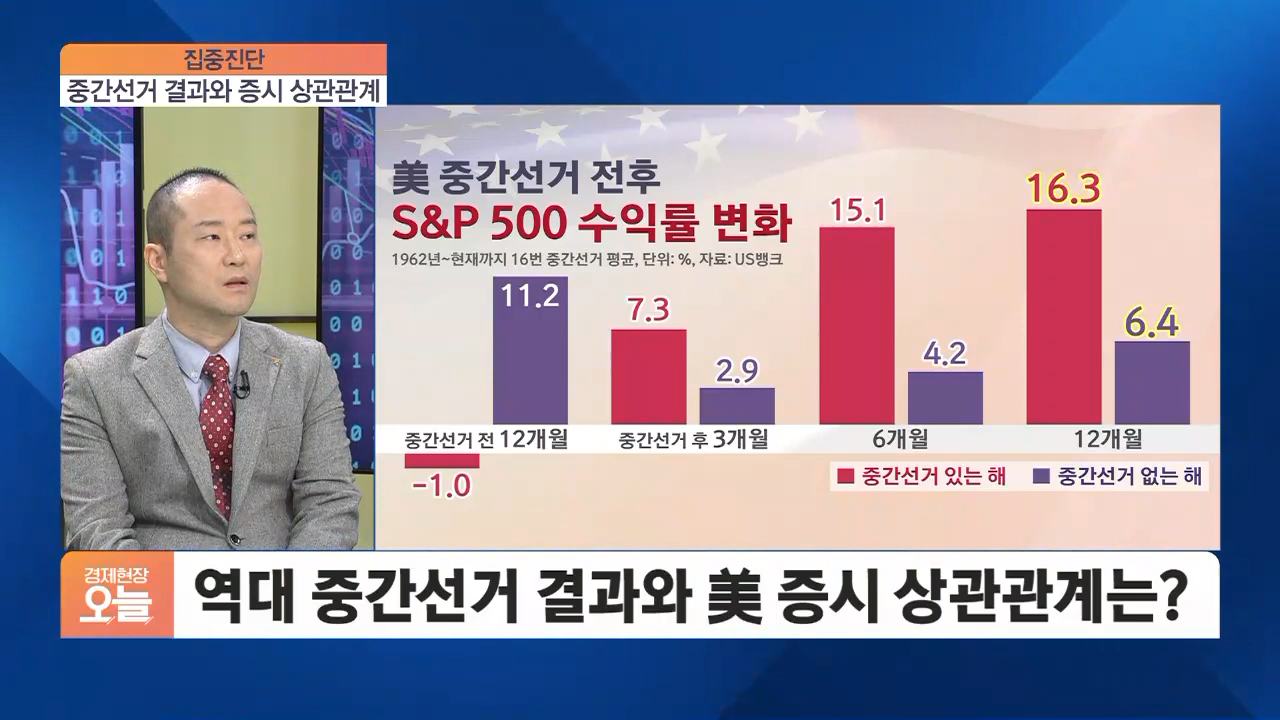 집중진단
중간선거 결과와 증시 상관관계
美 중간선거 전후
S&P 500 수익률 변화
1962년~현재까지 16번 중간선거 평균, 단위: %, 자료: US뱅크
-1.0
11.2
7.3
2.9
15.1
4.2
16.3
6.4
중간선거 전 12개월
중간선거 후 3개월
6개월
12개월
중간선거 있는 해
중간선거 없는 해
경제현장
오늘
역대 중간선거 결과와 美 증시 상관관계는?